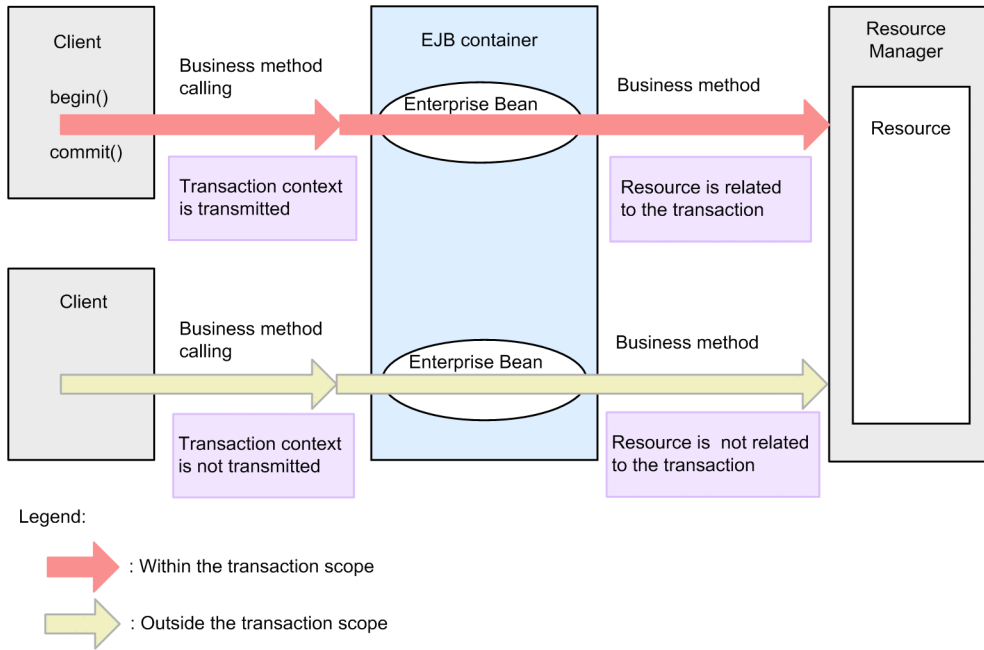 Client
EJB container
Resource
Manager
Business method
calling
begin()
commit()
Enterprise Bean
Business method
Resource
Transaction context
is transmitted
Resource is related
to the transaction
Client
Business method
calling
Enterprise Bean
Business method
Transaction context
is not transmitted
Resource is  not related
to the transaction
Legend:
: Within the transaction scope
: Outside the transaction scope